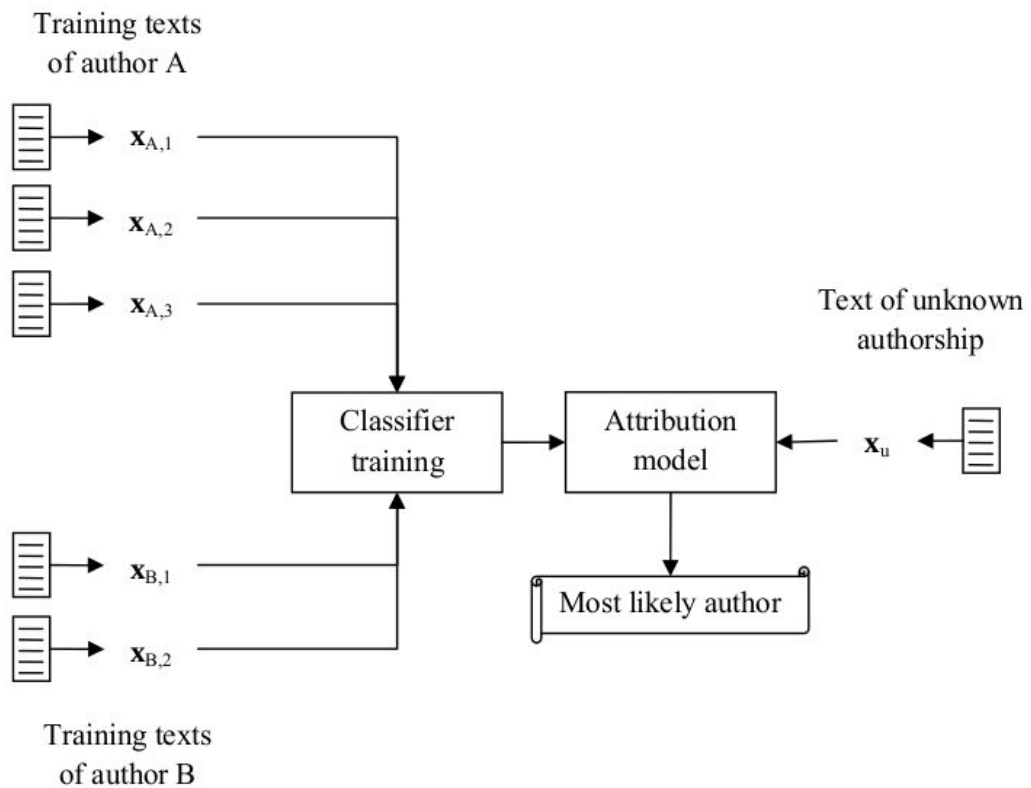 Training texts
of author A
x_A,1
x_A,2
x_A,3
Text of unknown
authorship
Classifier
training
Attribution
model
x_u
x_B,1
Most likely author
x_B,2
Training texts
of author B